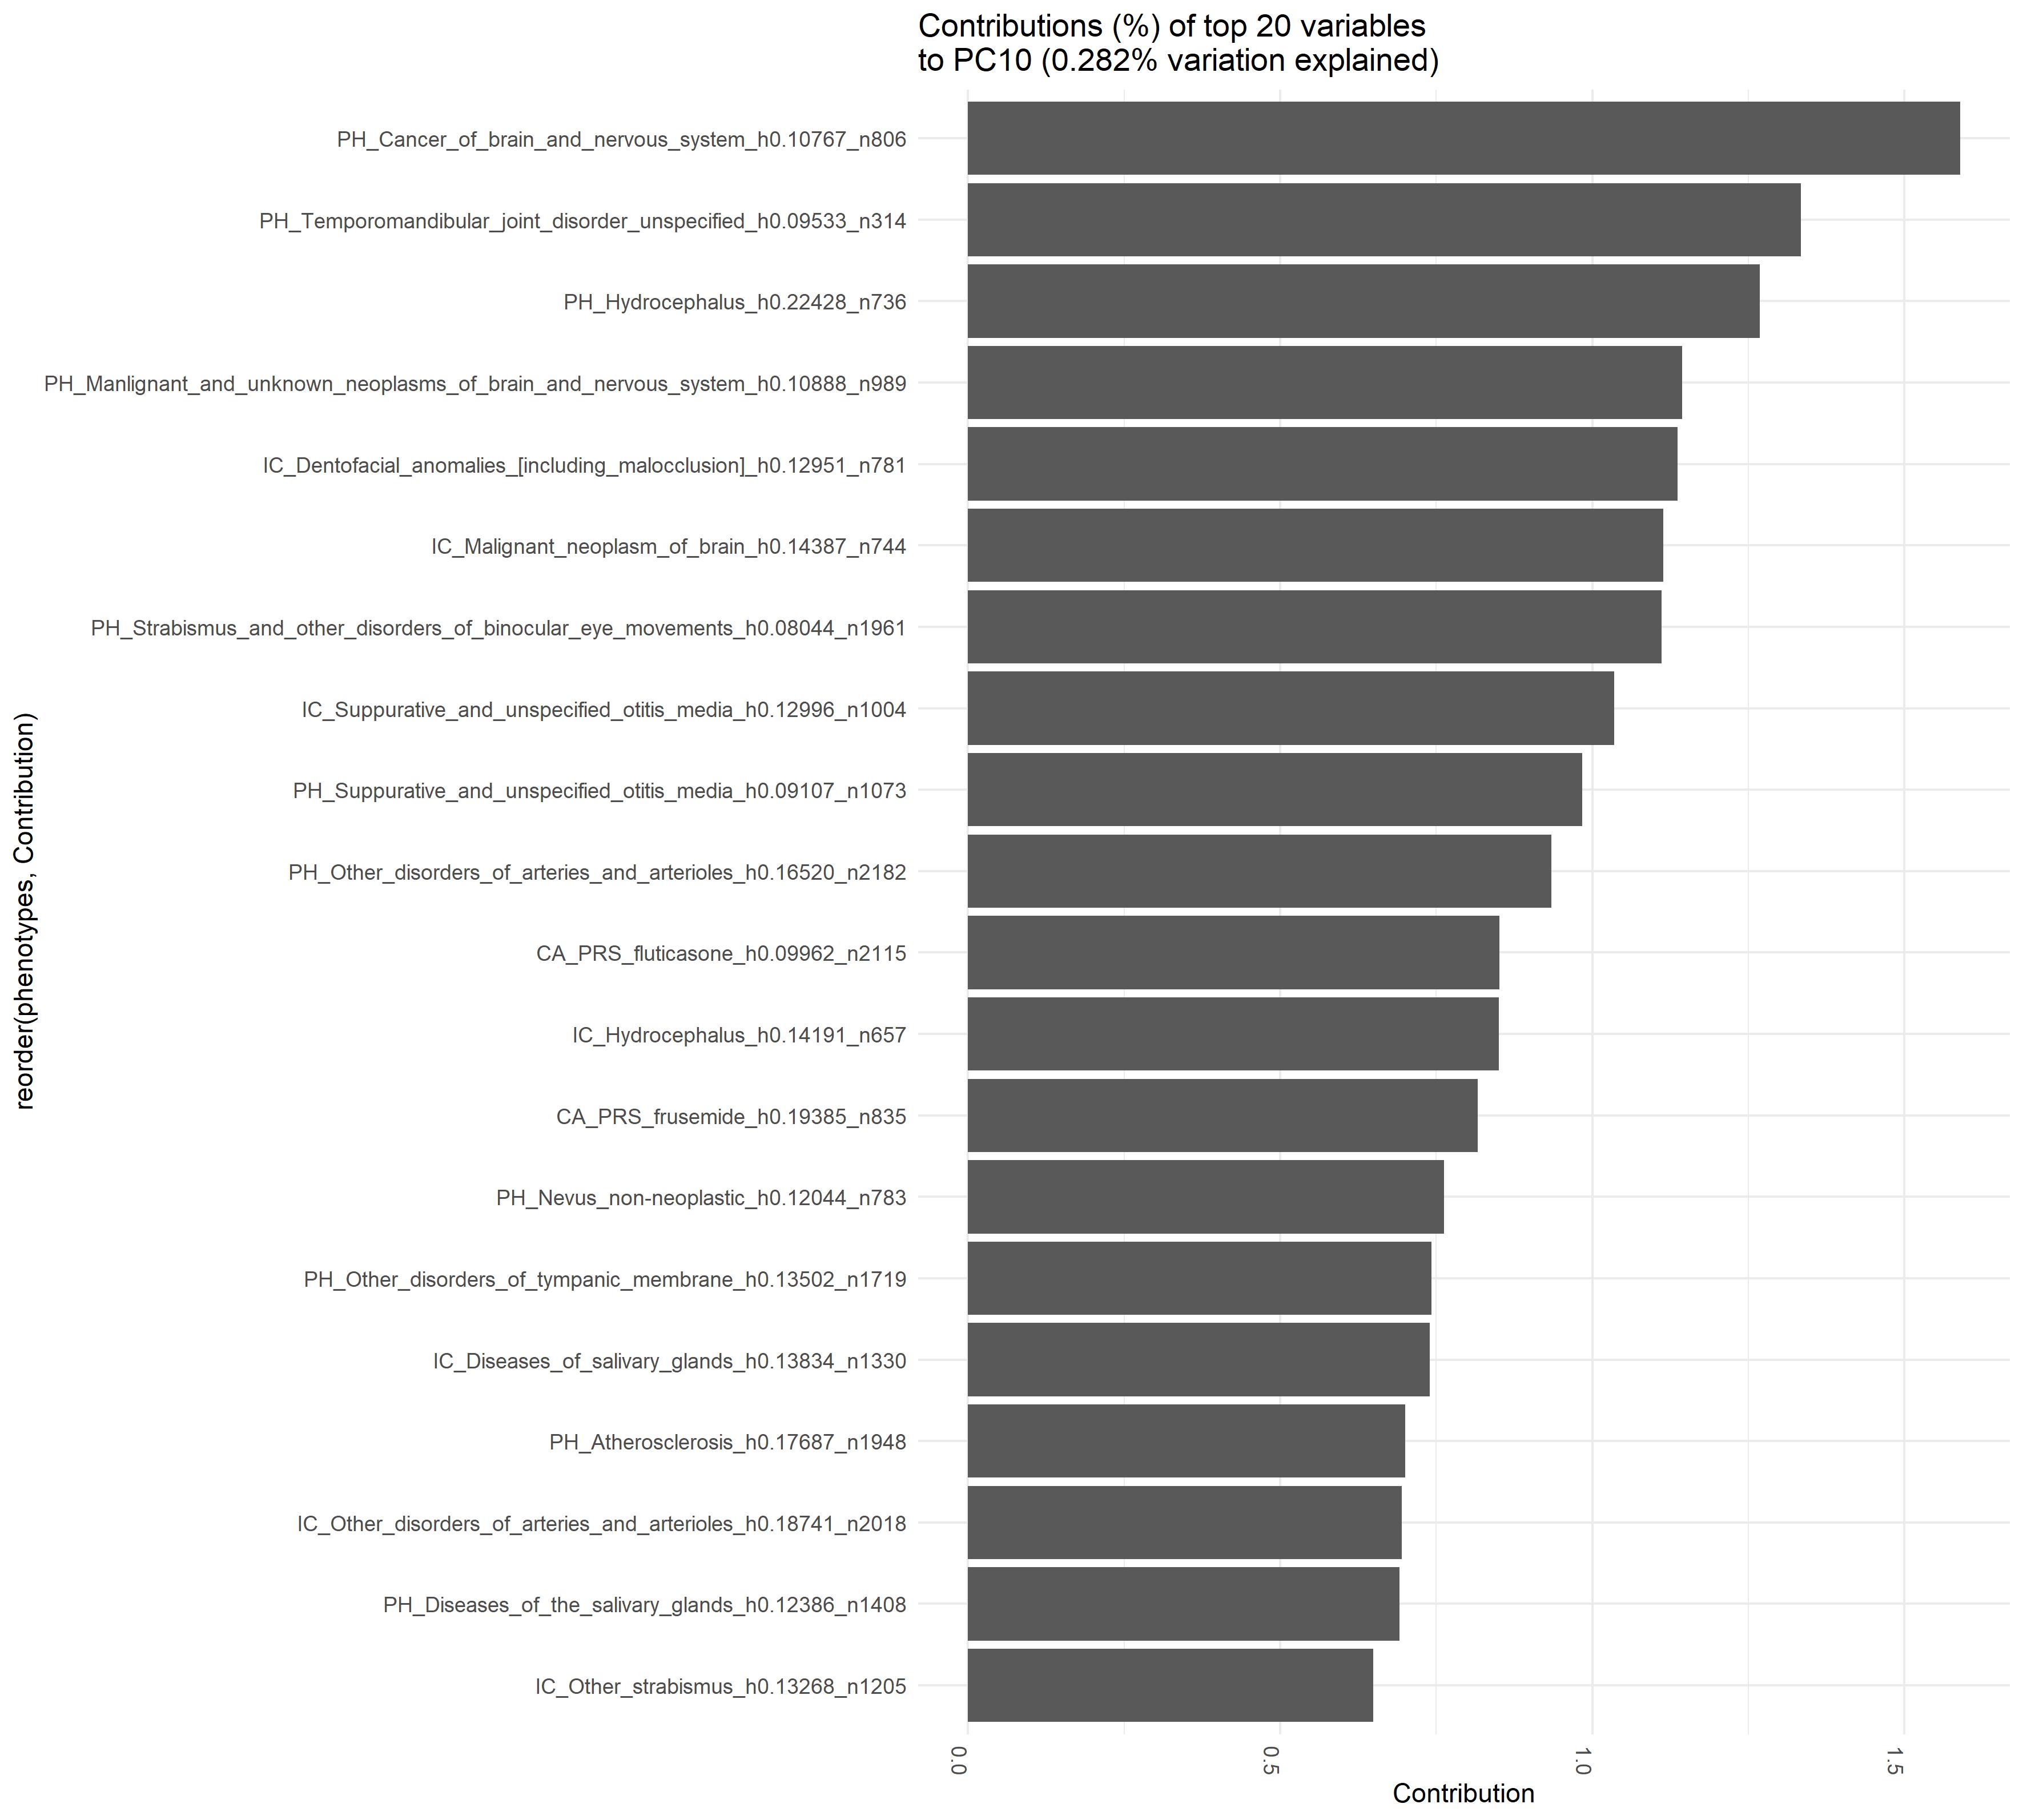 Contributions (%) of top 20 variables
to PC10 (0.282% variation explained)
PH_Cancer_of_brain_and_nervous_system_h0.10767_n806
PH_Temporomandibular_joint_disorder_unspecified_h0.09533_n314
PH_Hydrocephalus_h0.22428_n736
PH_Manlignant_and_unknown_neoplasms_of_brain_and_nervous_system_h0.10888_n989
IC_Dentofacial_anomalies_[including_malocclusion]_h0.12951_n781
IC_Malignant_neoplasm_of_brain_h0.14387_n744
PH_Strabismus_and_other_disorders_of_binocular_eye_movements_h0.08044_n1961
IC_Suppurative_and_unspecified_otitis_media_h0.12996_n1004
PH_Suppurative_and_unspecified_otitis_media_h0.09107_n1073
PH_Other_disorders_of_arteries_and_arterioles_h0.16520_n2182
CA_PRS_fluticasone_h0.09962_n2115
IC_Hydrocephalus_h0.14191_n657
CA_PRS_frusemide_h0.19385_n835
PH_Nevus_non-neoplastic_h0.12044_n783
PH_Other_disorders_of_tympanic_membrane_h0.13502_n1719
IC_Diseases_of_salivary_glands_h0.13834_n1330
PH_Atherosclerosis_h0.17687_n1948
IC_Other_disorders_of_arteries_and_arterioles_h0.18741_n2018
PH_Diseases_of_the_salivary_glands_h0.12386_n1408
IC_Other_strabismus_h0.13268_n1205
reorder(phenotypes, Contribution)
0.0
0.5
1.0
1.5
Contribution